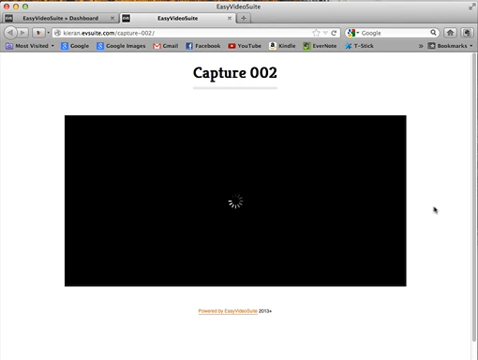 EasyVideoSuite
EasyVideoSuite » Dashboard
EasyVideoSuite
kieran.evsuite.com/capture-002/
Google
Most Visited
Google
Google Images
Gmail
Facebook
YouTube
Kindle
EverNote
T-Stick
»
Bookmarks
Capture 002
Powered by EasyVideoSuite 2013+